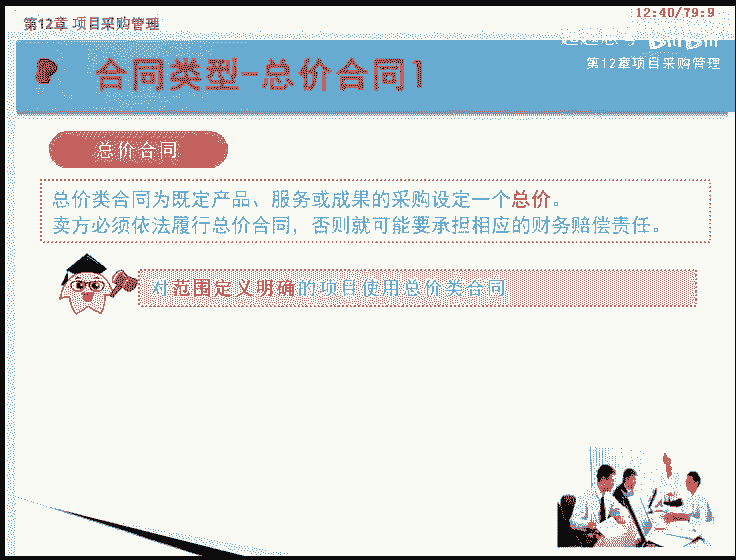 第12章 项目采购管理
12:40/79:9
第12章项目采购管理
合同类型-总价合同1
总价合同
总价类合同为既定产品、服务或成果的采购设定一个总价。
卖方必须依法履行总价合同，否则就可能要承担相应的财务赔偿责任。
对范围定义明确的项目使用总价类合同